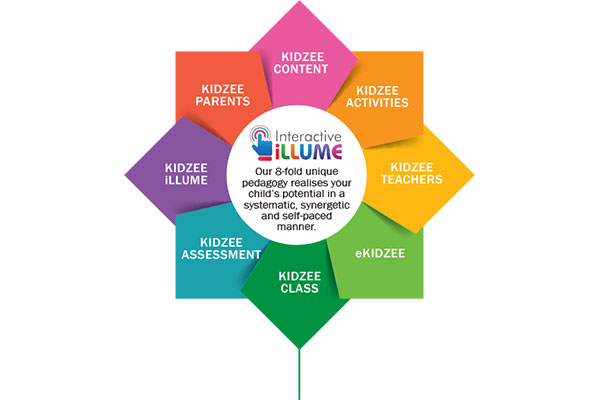 KIDZEE
CONTENT
KIDZEE
ACTIVITIES
KIDZEE
TEACHERS
eKIDZEE
KIDZEE
CLASS
KIDZEE
ASSESSMENT
KIDZEE
iLLUME
KIDZEE
PARENTS
Interactive
iLLUME
Our 8-fold unique
pedagogy realises your
child's potential in a
systematic, synergetic
and self-paced
manner.